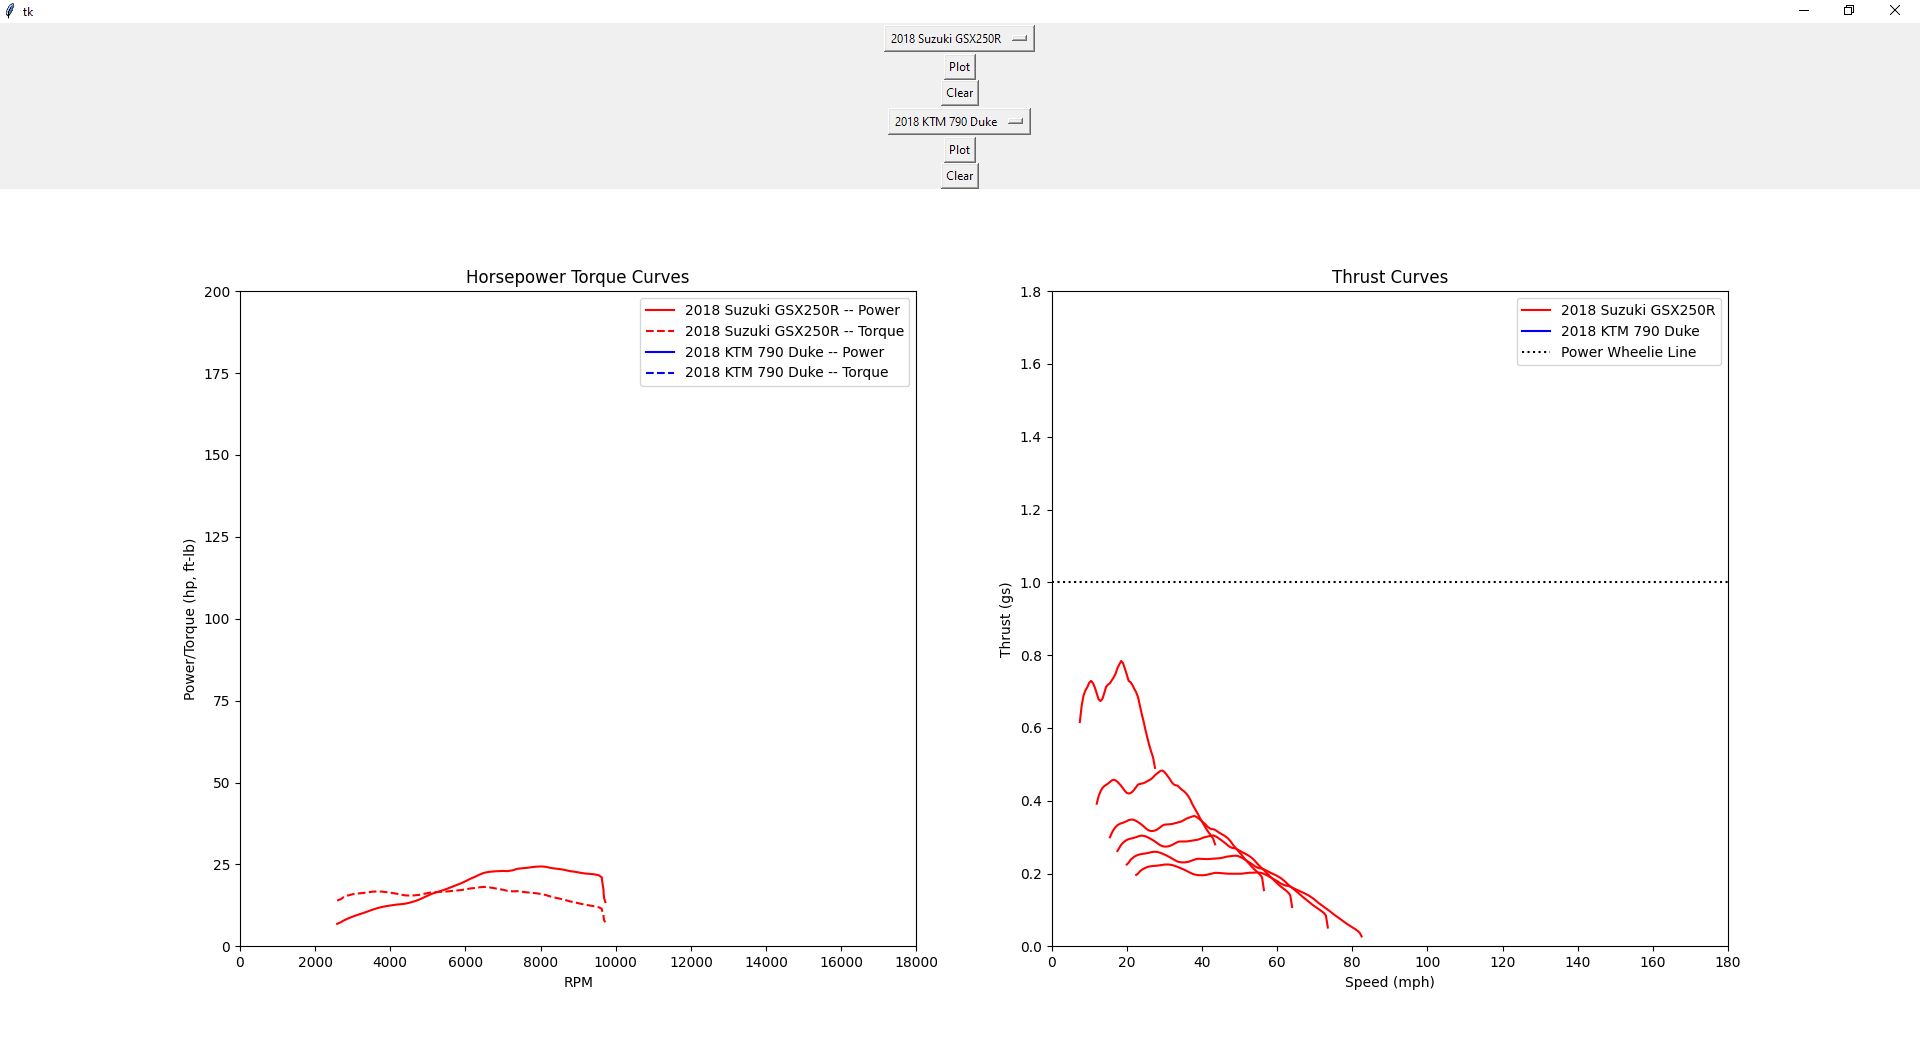 tk
2018 Suzuki GSX250R
Plot
Clear
2018 KTM 790 Duke
Plot
Clear
Horsepower Torque Curves
200
175
150
125
100
75
50
25
0
Power/Torque (hp, ft-lb)
2018 Suzuki GSX250R -- Power
2018 Suzuki GSX250R -- Torque
2018 KTM 790 Duke -- Power
2018 KTM 790 Duke -- Torque
0 2000 4000 6000 8000 10000 12000 14000 16000 18000
RPM
Thrust Curves
1.8
1.6
1.4
1.2
1.0
0.8
0.6
0.4
0.2
0.0
Thrust (gs)
2018 Suzuki GSX250R
2018 KTM 790 Duke
Power Wheelie Line
0 20 40 60 80 100 120 140 160 180
Speed (mph)